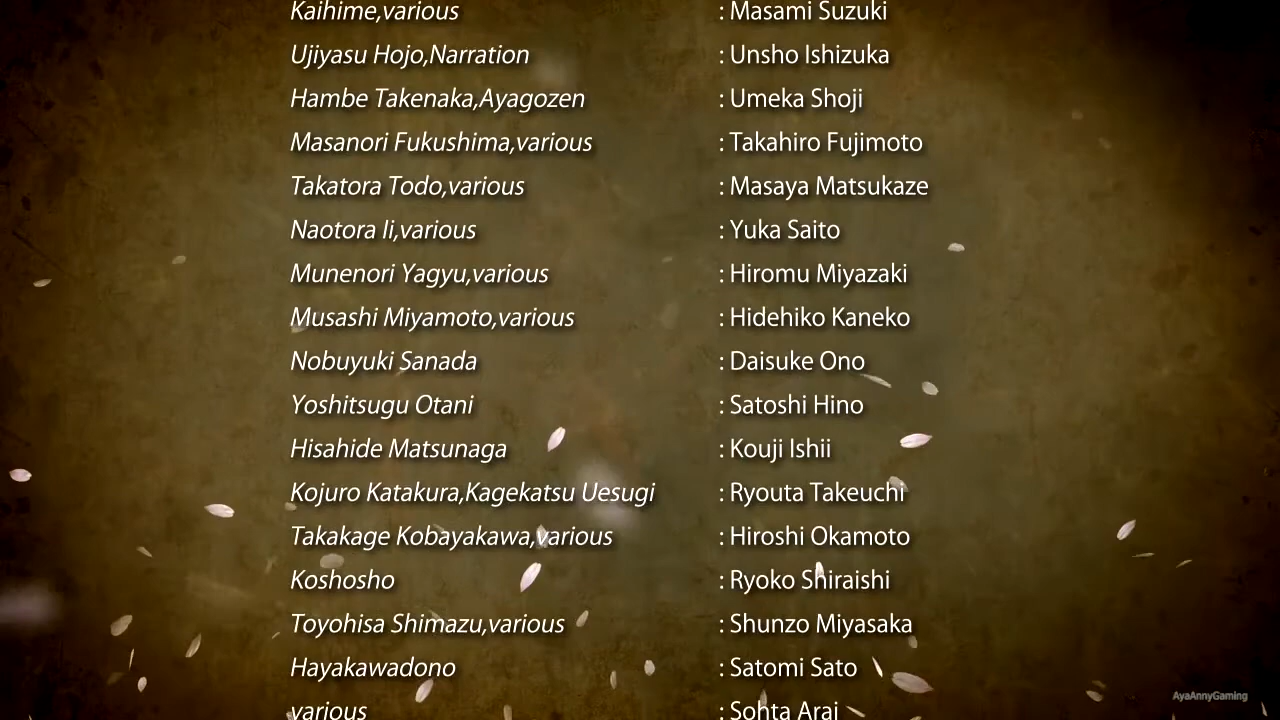 Kaihime,various : Masami Suzuki
Ujiyasu Hojo,Narration : Unsho Ishizuka
Hambe Takenaka,Ayagozen : Umeka Shoji
Masanori Fukushima,various : Takahiro Fujimoto
Takatora Todo,various : Masaya Matsukaze
Naotora Ii,various : Yuka Saito
Munenori Yagyu,various : Hiromu Miyazaki
Musashi Miyamoto,various : Hidehiko Kaneko
Nobuyuki Sanada : Daisuke Ono
Yoshitsugu Otani : Satoshi Hino
Hisahide Matsunaga : Kouji Ishii
Kojuro Katakura,Kagekatsu Uesugi : Ryouta Takeuchi
Takakage Kobayakawa,various : Hiroshi Okamoto
Koshosho : Ryoko Shiraishi
Toyohisa Shimazu,various : Shunzo Miyasaka
Hayakawadono : Satomi Sato
various : Sohta Arai
AyaAnnyGaming